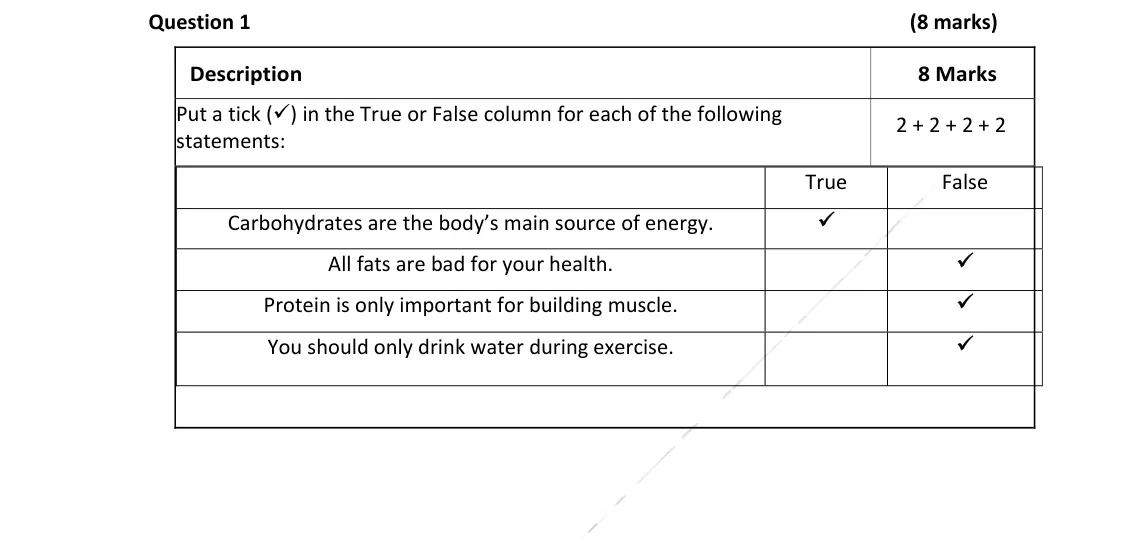 Question 1 (8 marks)
Description 8 Marks
Put a tick (✓) in the True or False column for each of the following
statements:
2 + 2 + 2 + 2
True False
Carbohydrates are the body’s main source of energy. ✓
All fats are bad for your health. ✓
Protein is only important for building muscle. ✓
You should only drink water during exercise. ✓